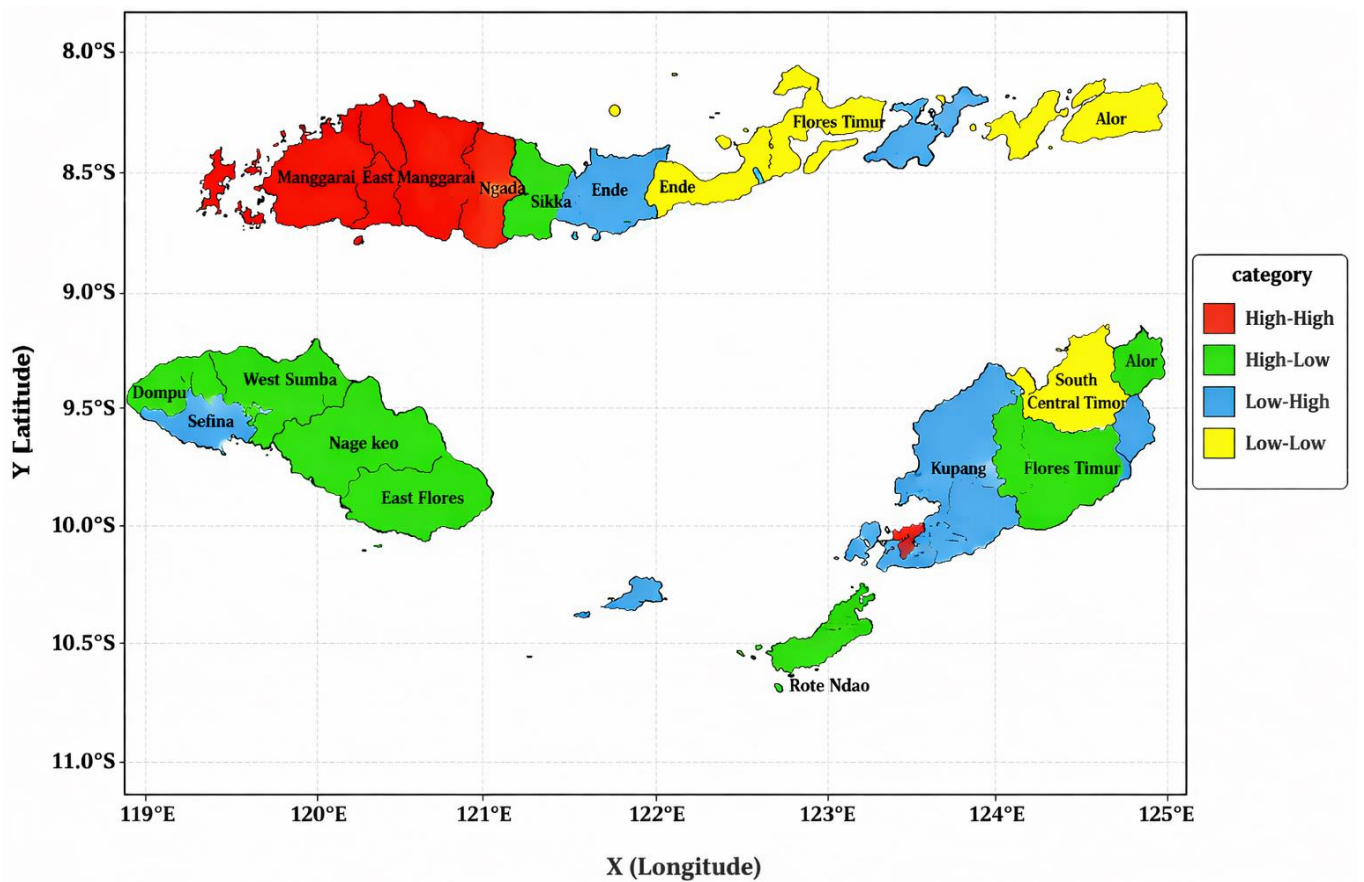 8.0°S
8.5°S
9.0°S
9.5°S
10.0°S
10.5°S
11.0°S
Y [Latitude)
Flores Timur
Alor
Manggarai
East Manggarai
Ngada
Sikka
Ende
Ende
Dompu
West Sumba
Sefina
Nage keo
East Flores
Alor
South
Central Timor
Kupang
Flores Timur
Rote Ndao
category
High-High
High-Low
Low-High
Low-Low
119°E
120°E
121°E
122°E
123°E
124°E
125°E
X (Longitude)